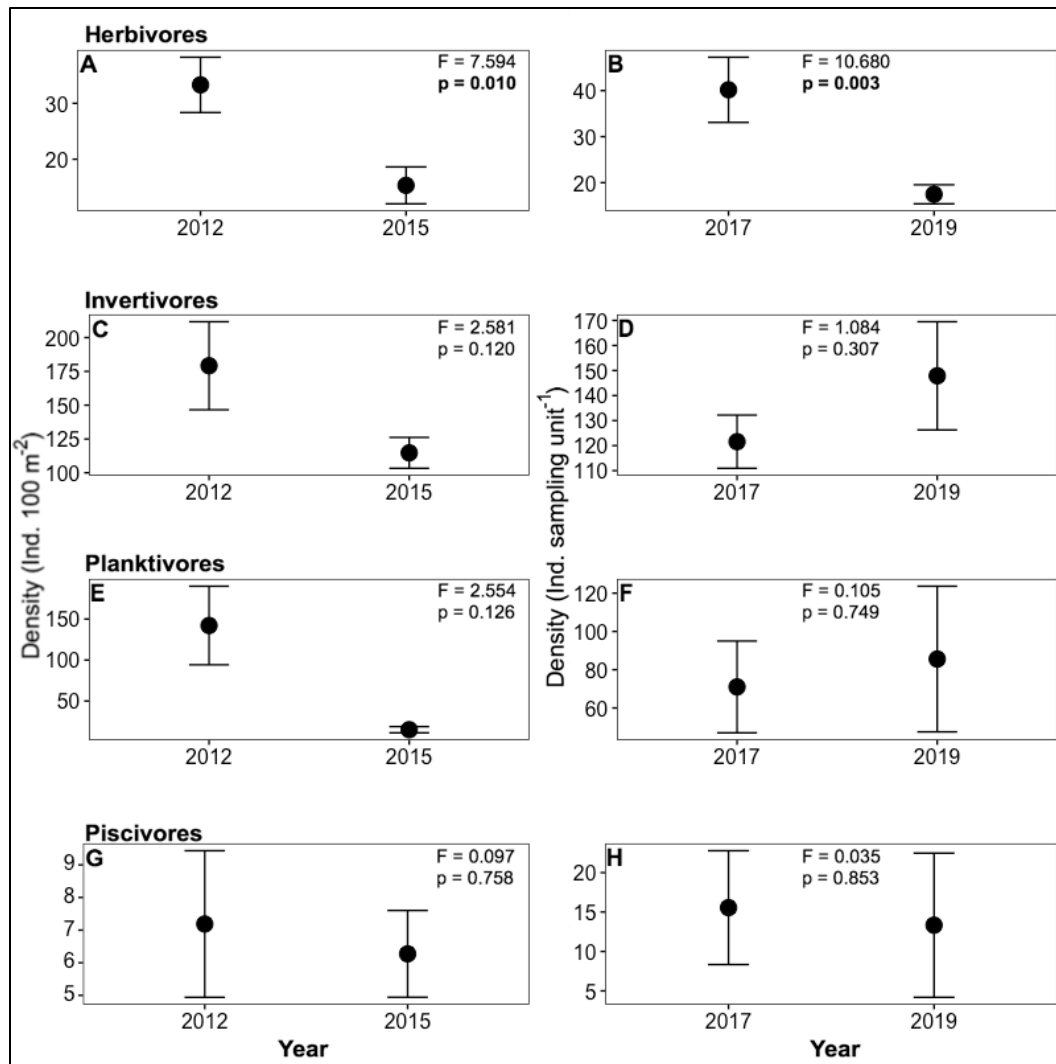 Herbivores
A
F = 7.594
p = 0.010
30
20
2012
2015
B
F = 10.680
p = 0.003
40
30
20
2017
2019
Invertivores
C
F = 2.581
p = 0.120
200
175
150
125
100
2012
2015
D
F = 1.084
p = 0.307
170
160
150
140
130
120
110
2017
2019
Density (Ind. 100 m⁻²)
Density (Ind. sampling unit⁻¹)
Planktivores
E
F = 2.554
p = 0.126
150
100
50
2012
2015
F
F = 0.105
p = 0.749
120
100
80
60
2017
2019
Piscivores
G
F = 0.097
p = 0.758
9
8
7
6
5
2012
2015
Year
H
F = 0.035
p = 0.853
20
15
10
5
2017
2019
Year